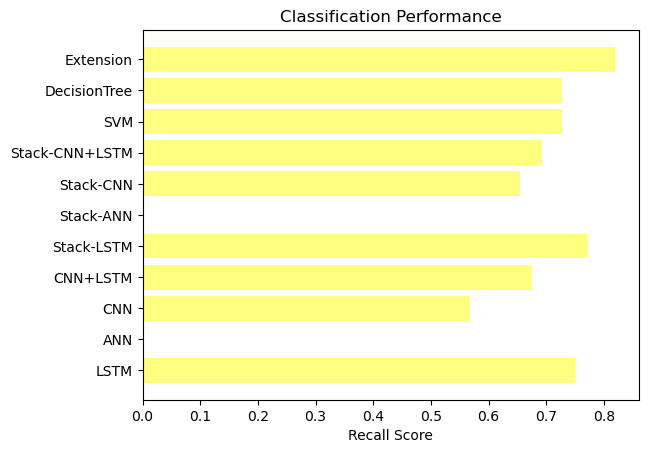 Classification Performance
Extension
DecisionTree
SVM
Stack-CNN+LSTM
Stack-CNN
Stack-ANN
Stack-LSTM
CNN+LSTM
CNN
ANN
LSTM
0.0 0.1 0.2 0.3 0.4 0.5 0.6 0.7 0.8
Recall Score